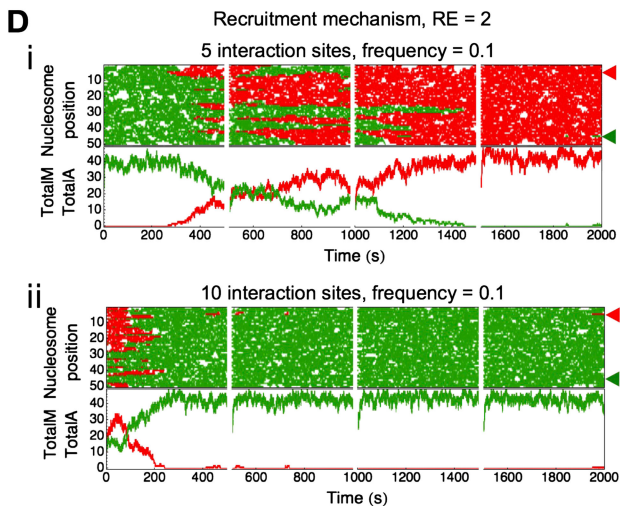 D
Recruitment mechanism, RE = 2
i
5 interaction sites, frequency = 0.1
Nucleosome
position
10
20
30
40
50
TotalM
TotalA
40
30
20
10
0
0 200 400 600 800 1000 1200 1400 1600 1800 2000
Time (s)
ii
10 interaction sites, frequency = 0.1
Nucleosome
position
10
20
30
40
50
TotalM
TotalA
40
30
20
10
0
0 200 400 600 800 1000 1200 1400 1600 1800 2000
Time (s)